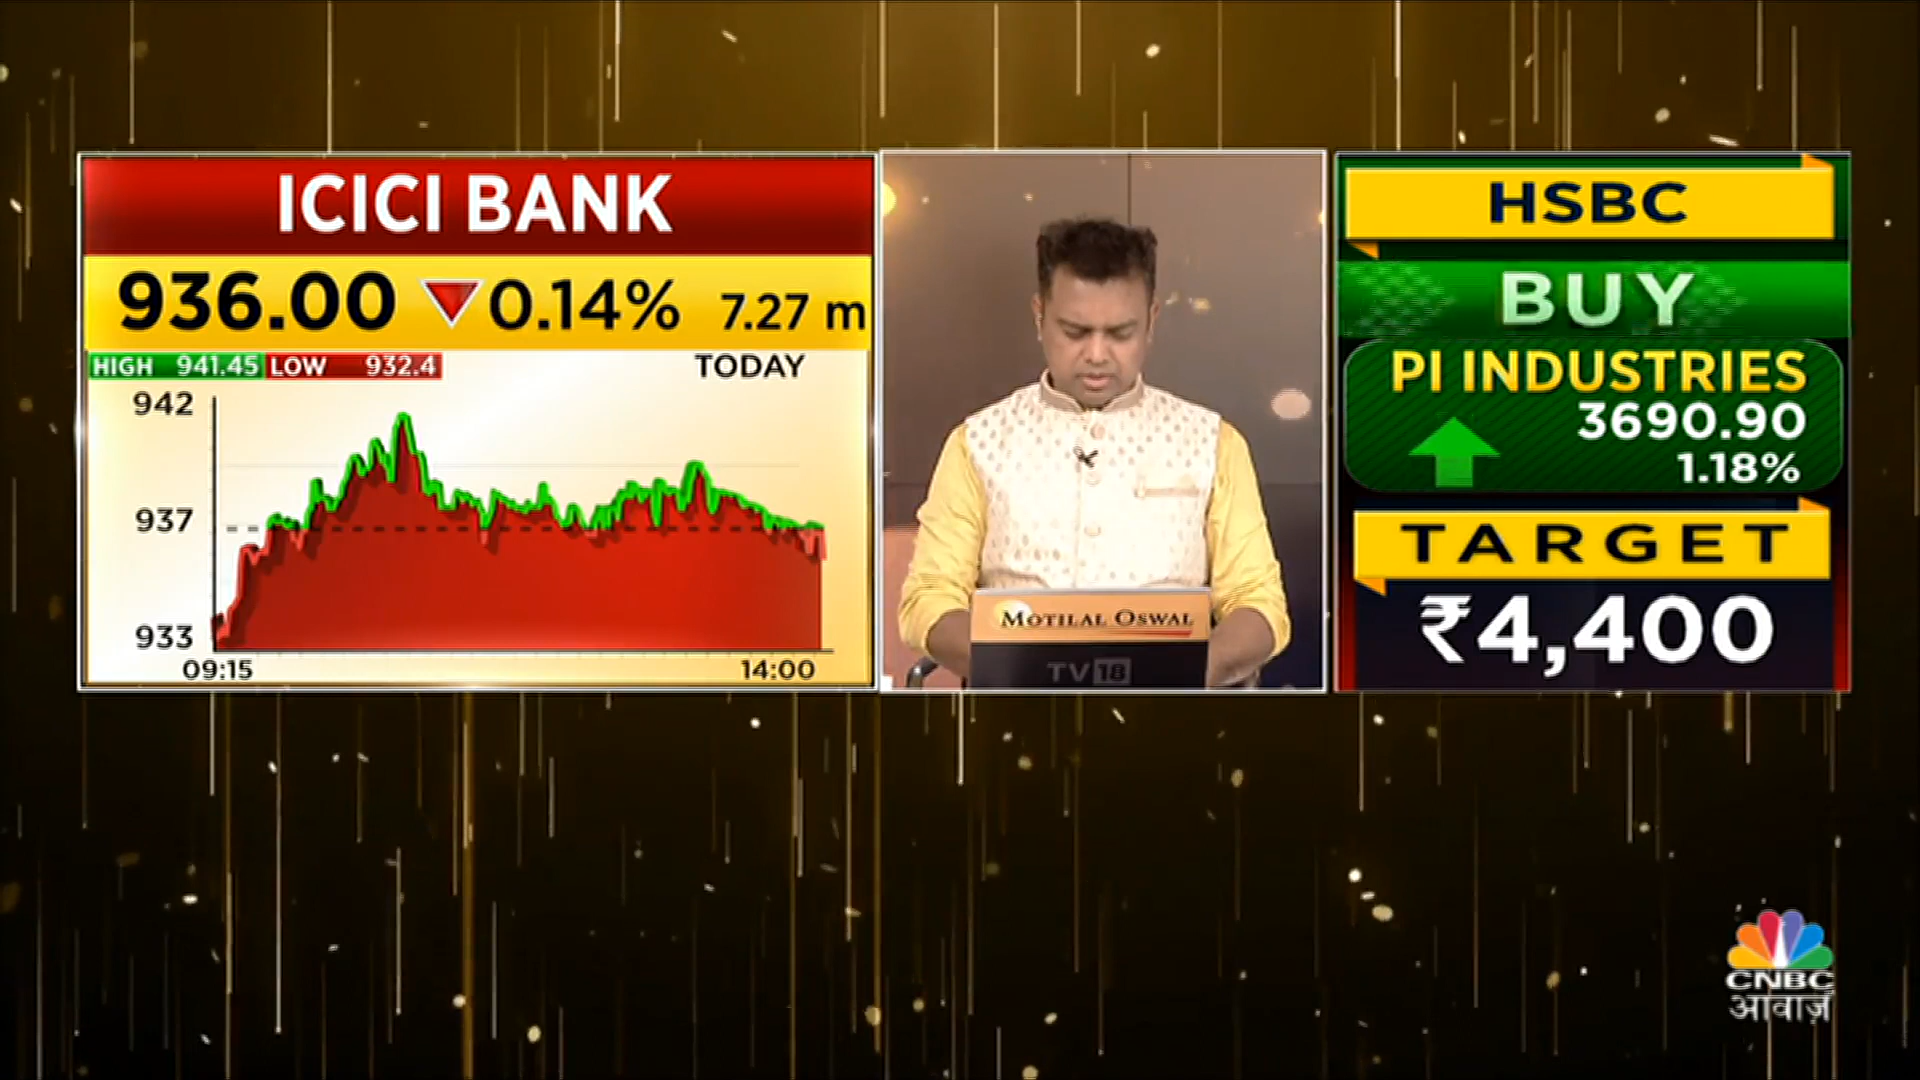 ICICI BANK
936.00 ▼0.14% 7.27 m
HIGH 941.45 LOW 932.4 TODAY
942
937
933
09:15 14:00
MOTILAL OSWAL
TV18
HSBC
BUY
PI INDUSTRIES
3690.90
1.18%
TARGET
₹4,400
CNBC
आवाज़